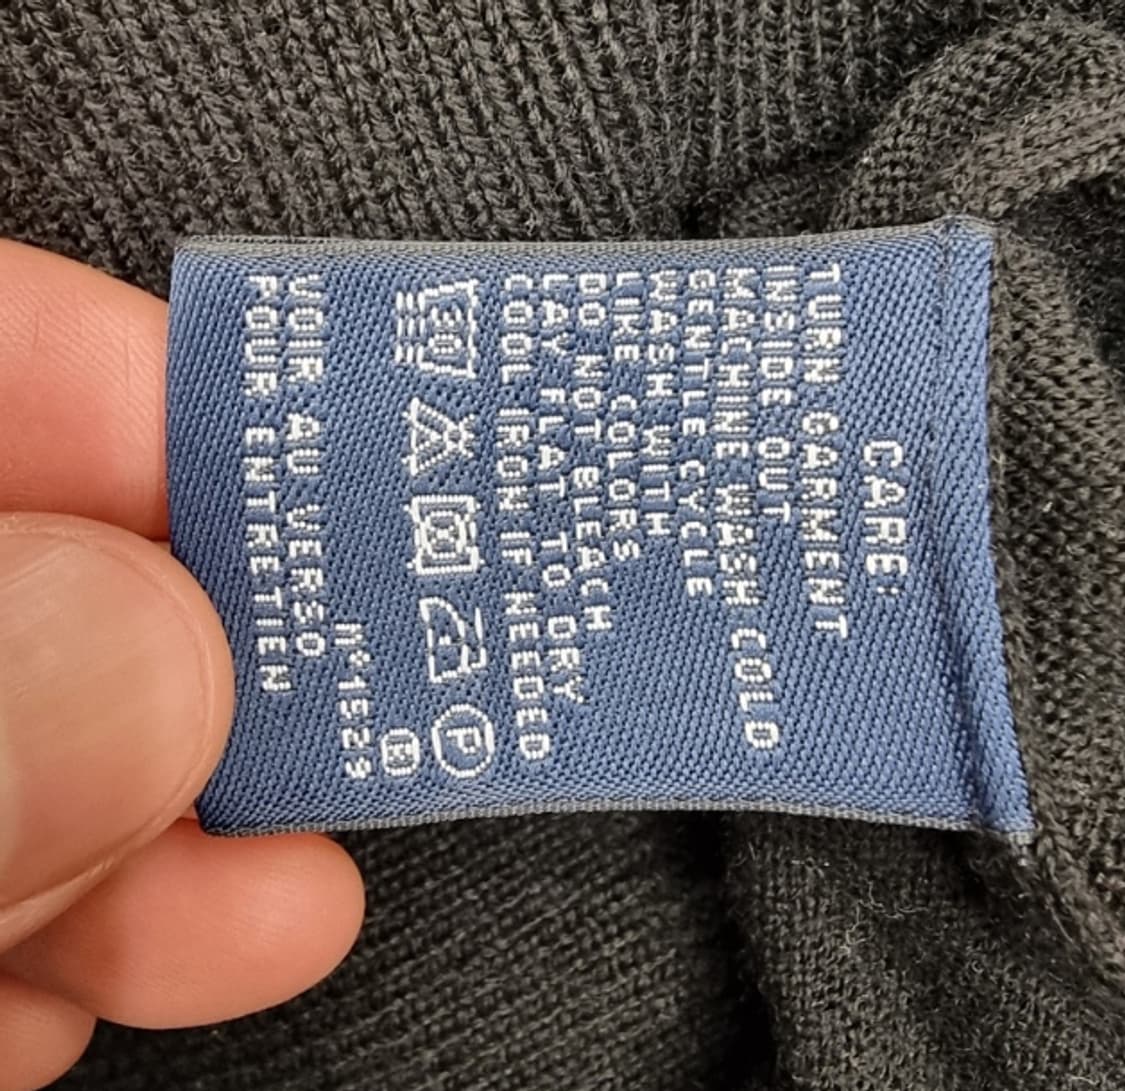 CARE:
TURN GARMENT
INSIDE OUT
MACHINE WASH COLD
GENTLE CYCLE
WASH WITH
LIKE COLORS
DO NOT BLEACH
LAY FLAT TO DRY
COOL IRON IF NEEDED
30
P
M°1529
VOIR AU VERSO
POUR ENTRETIEN